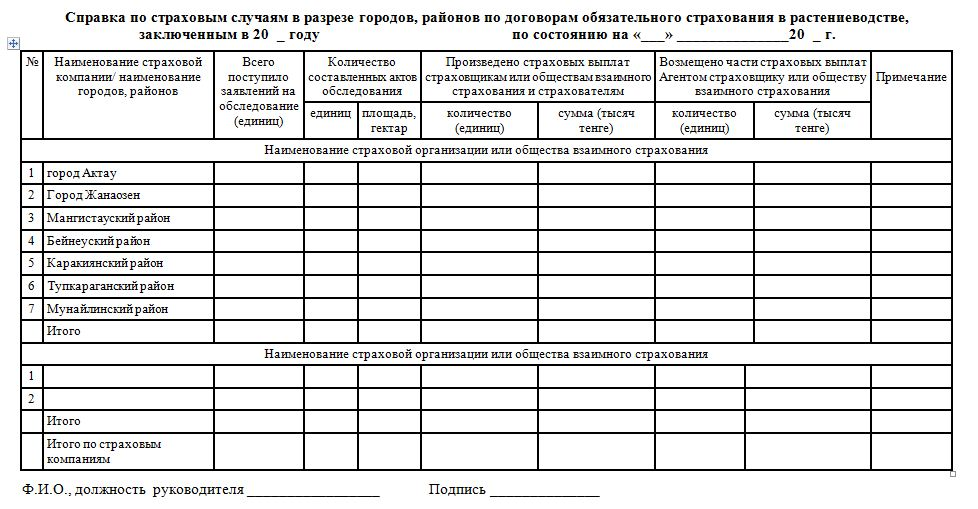 Справка по страховым случаям в разрезе городов, районов по договорам обязательного страхования в растениеводстве,
заключенным в 20 _ году по состоянию на «___» _______________20 _ г.
№
Наименование страховой
компании/ наименование
городов, районов
Всего
поступило
заявлений на
обследование
(единиц)
Количество
составленных актов
обследования
Произведено страховых выплат
страховщикам или обществам взаимного
страхования и страхователям
Возмещено части страховых выплат
Агентом страховщику или обществу
взаимного страхования
Примечание
единиц
площадь,
гектар
количество
(единиц)
сумма (тысяч
тенге)
количество
(единиц)
сумма (тысяч
тенге)
Наименование страховой организации или общества взаимного страхования
1 город Актау
2 Город Жанаозен
3 Мангистауский район
4 Бейнеуский район
5 Каракиянский район
6 Тупкараганский район
7 Мунайлинский район
Итого
Наименование страховой организации или общества взаимного страхования
1
2
Итого
Итого по страховым
компаниям
Ф.И.О., должность руководителя _________________ Подпись ______________